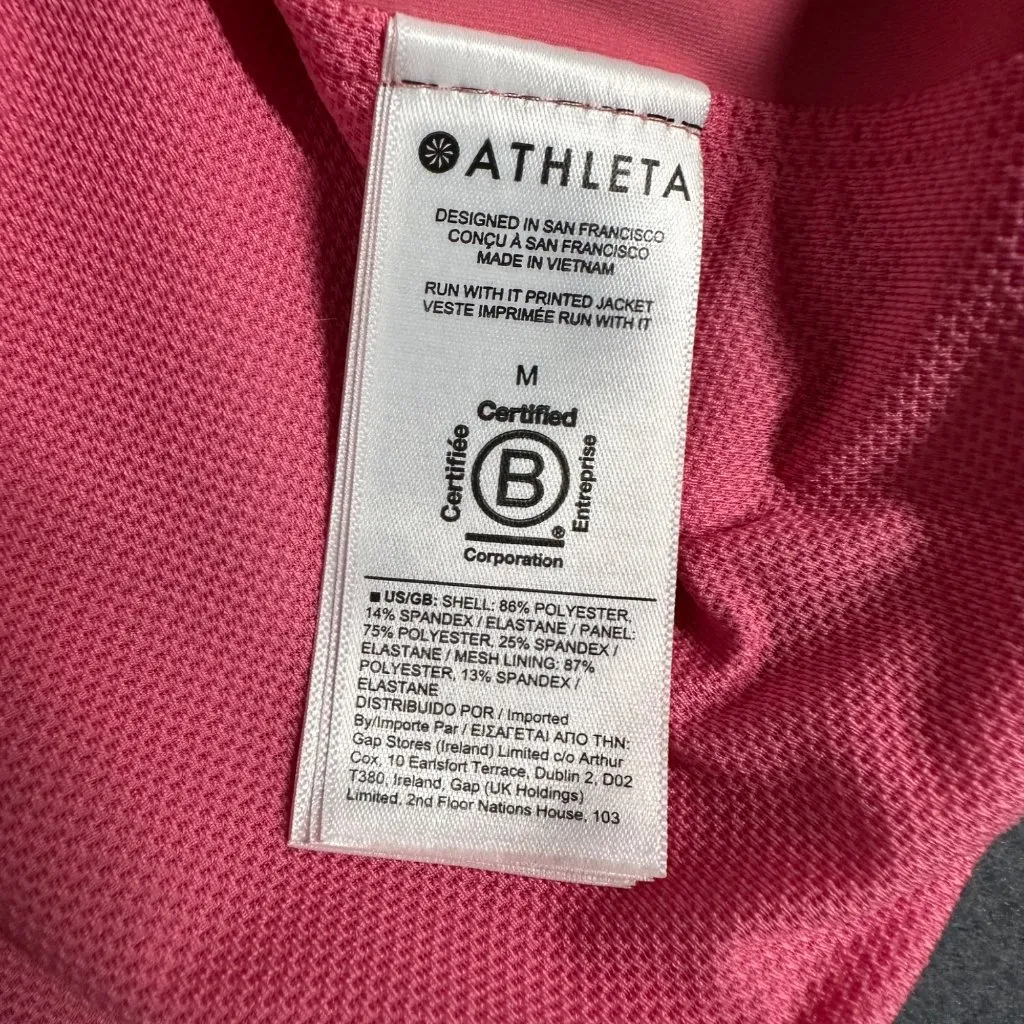 ATHLETA
DESIGNED IN SAN FRANCISCO
CONÇU À SAN FRANCISCO
MADE IN VIETNAM
RUN WITH IT PRINTED JACKET
VESTE IMPRIMÉE RUN WITH IT
M
Certified
Certifiée
B
Entreprise
®
Corporation
■ US/GB: SHELL: 86% POLYESTER,
14% SPANDEX / ELASTANE / PANEL:
75% POLYESTER, 25% SPANDEX /
ELASTANE / MESH LINING: 87%
POLYESTER, 13% SPANDEX /
ELASTANE
DISTRIBUIDO POR / Imported
By/Importe Par / ΕΙΣΑΓΕΤΑΙ ΑΠΟ ΤΗΝ:
Gap Stores (Ireland) Limited c/o Arthur
Cox, 10 Earlsfort Terrace, Dublin 2, D02
T380, Ireland, Gap (UK Holdings)
Limited, 2nd Floor Nations House, 103